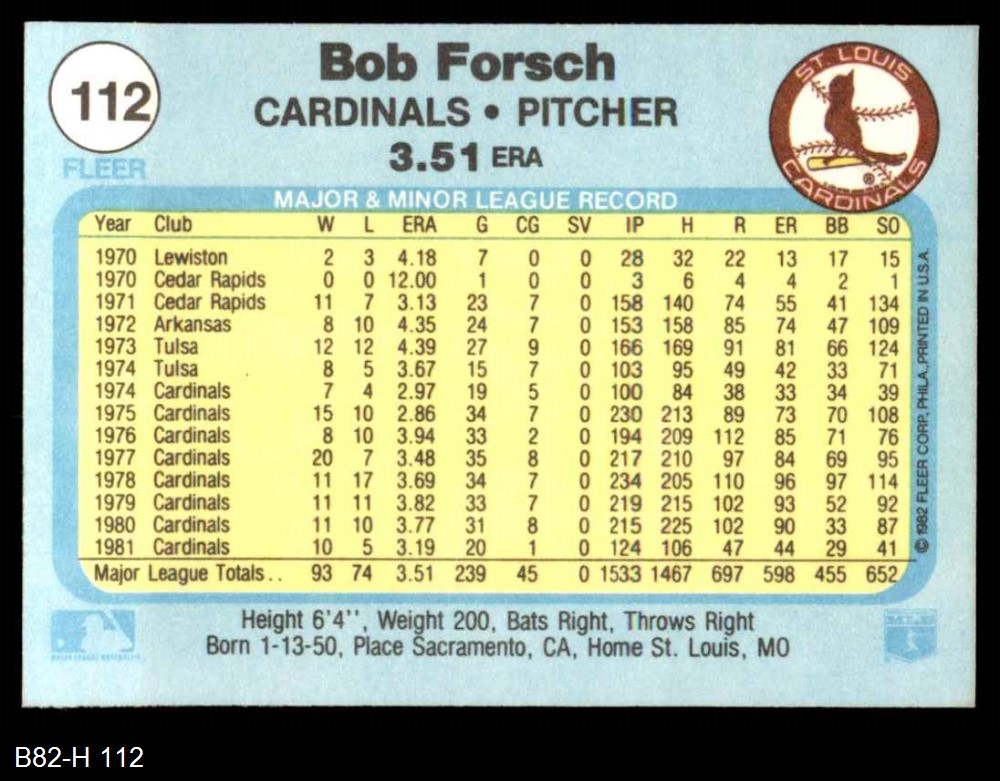 112
FLEER
Bob Forsch
CARDINALS • PITCHER
3.51 ERA
ST. LOUIS
CARDINALS
®
MAJOR & MINOR LEAGUE RECORD
Year Club W L ERA G CG SV IP H R ER BB SO
1970 Lewiston 2 3 4.18 7 0 0 28 32 22 13 17 15
1970 Cedar Rapids 0 0 12.00 1 0 0 3 6 4 4 2 1
1971 Cedar Rapids 11 7 3.13 23 7 0 158 140 74 55 41 134
1972 Arkansas 8 10 4.35 24 7 0 153 158 85 74 47 109
1973 Tulsa 12 12 4.39 27 9 0 166 169 91 81 66 124
1974 Tulsa 8 5 3.67 15 7 0 103 95 49 42 33 71
1974 Cardinals 7 4 2.97 19 5 0 100 84 38 33 34 39
1975 Cardinals 15 10 2.86 34 7 0 230 213 89 73 70 108
1976 Cardinals 8 10 3.94 33 2 0 194 209 112 85 71 76
1977 Cardinals 20 7 3.48 35 8 0 217 210 97 84 69 95
1978 Cardinals 11 17 3.69 34 7 0 234 205 110 96 97 114
1979 Cardinals 11 11 3.82 33 7 0 219 215 102 93 52 92
1980 Cardinals 11 10 3.77 31 8 0 215 225 102 90 33 87
1981 Cardinals 10 5 3.19 20 1 0 124 106 47 44 29 41
Major League Totals.. 93 74 3.51 239 45 0 1533 1467 697 598 455 652
© 1982 FLEER CORP., PHILA., PRINTED IN U.S.A.
Height 6'4'', Weight 200, Bats Right, Throws Right
Born 1-13-50, Place Sacramento, CA, Home St. Louis, MO
B82-H 112